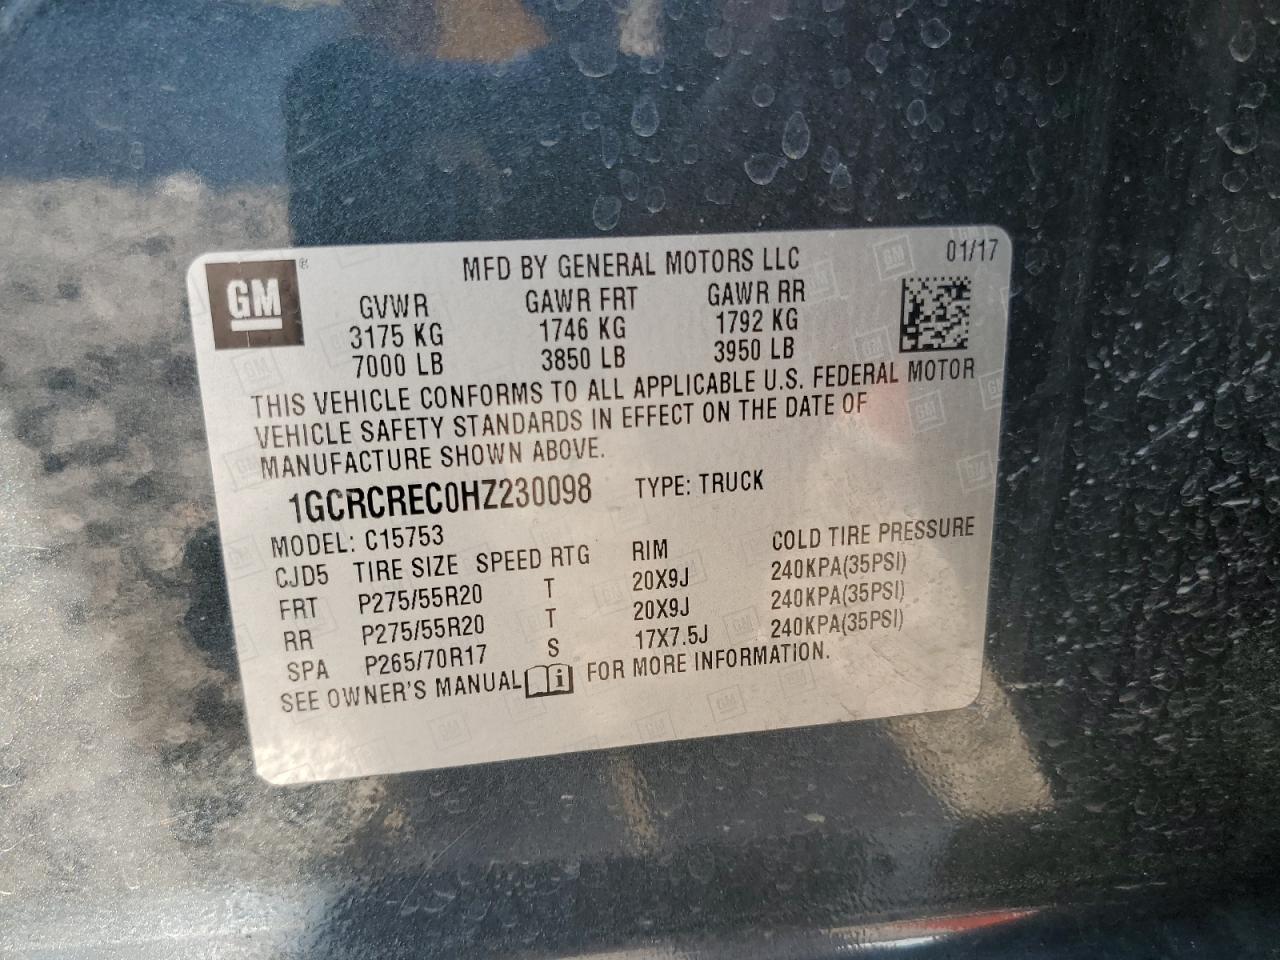 GM
MFD BY GENERAL MOTORS LLC 01/17
GVWR GAWR FRT GAWR RR
3175 KG 1746 KG 1792 KG
7000 LB 3850 LB 3950 LB
THIS VEHICLE CONFORMS TO ALL APPLICABLE U.S. FEDERAL MOTOR
VEHICLE SAFETY STANDARDS IN EFFECT ON THE DATE OF
MANUFACTURE SHOWN ABOVE.
1GCRCREC0HZ230098 TYPE: TRUCK
MODEL: C15753
CJD5 TIRE SIZE SPEED RTG RIM COLD TIRE PRESSURE
FRT P275/55R20 T 20X9J 240KPA(35PSI)
RR P275/55R20 T 20X9J 240KPA(35PSI)
SPA P265/70R17 S 17X7.5J 240KPA(35PSI)
SEE OWNER'S MANUAL FOR MORE INFORMATION.